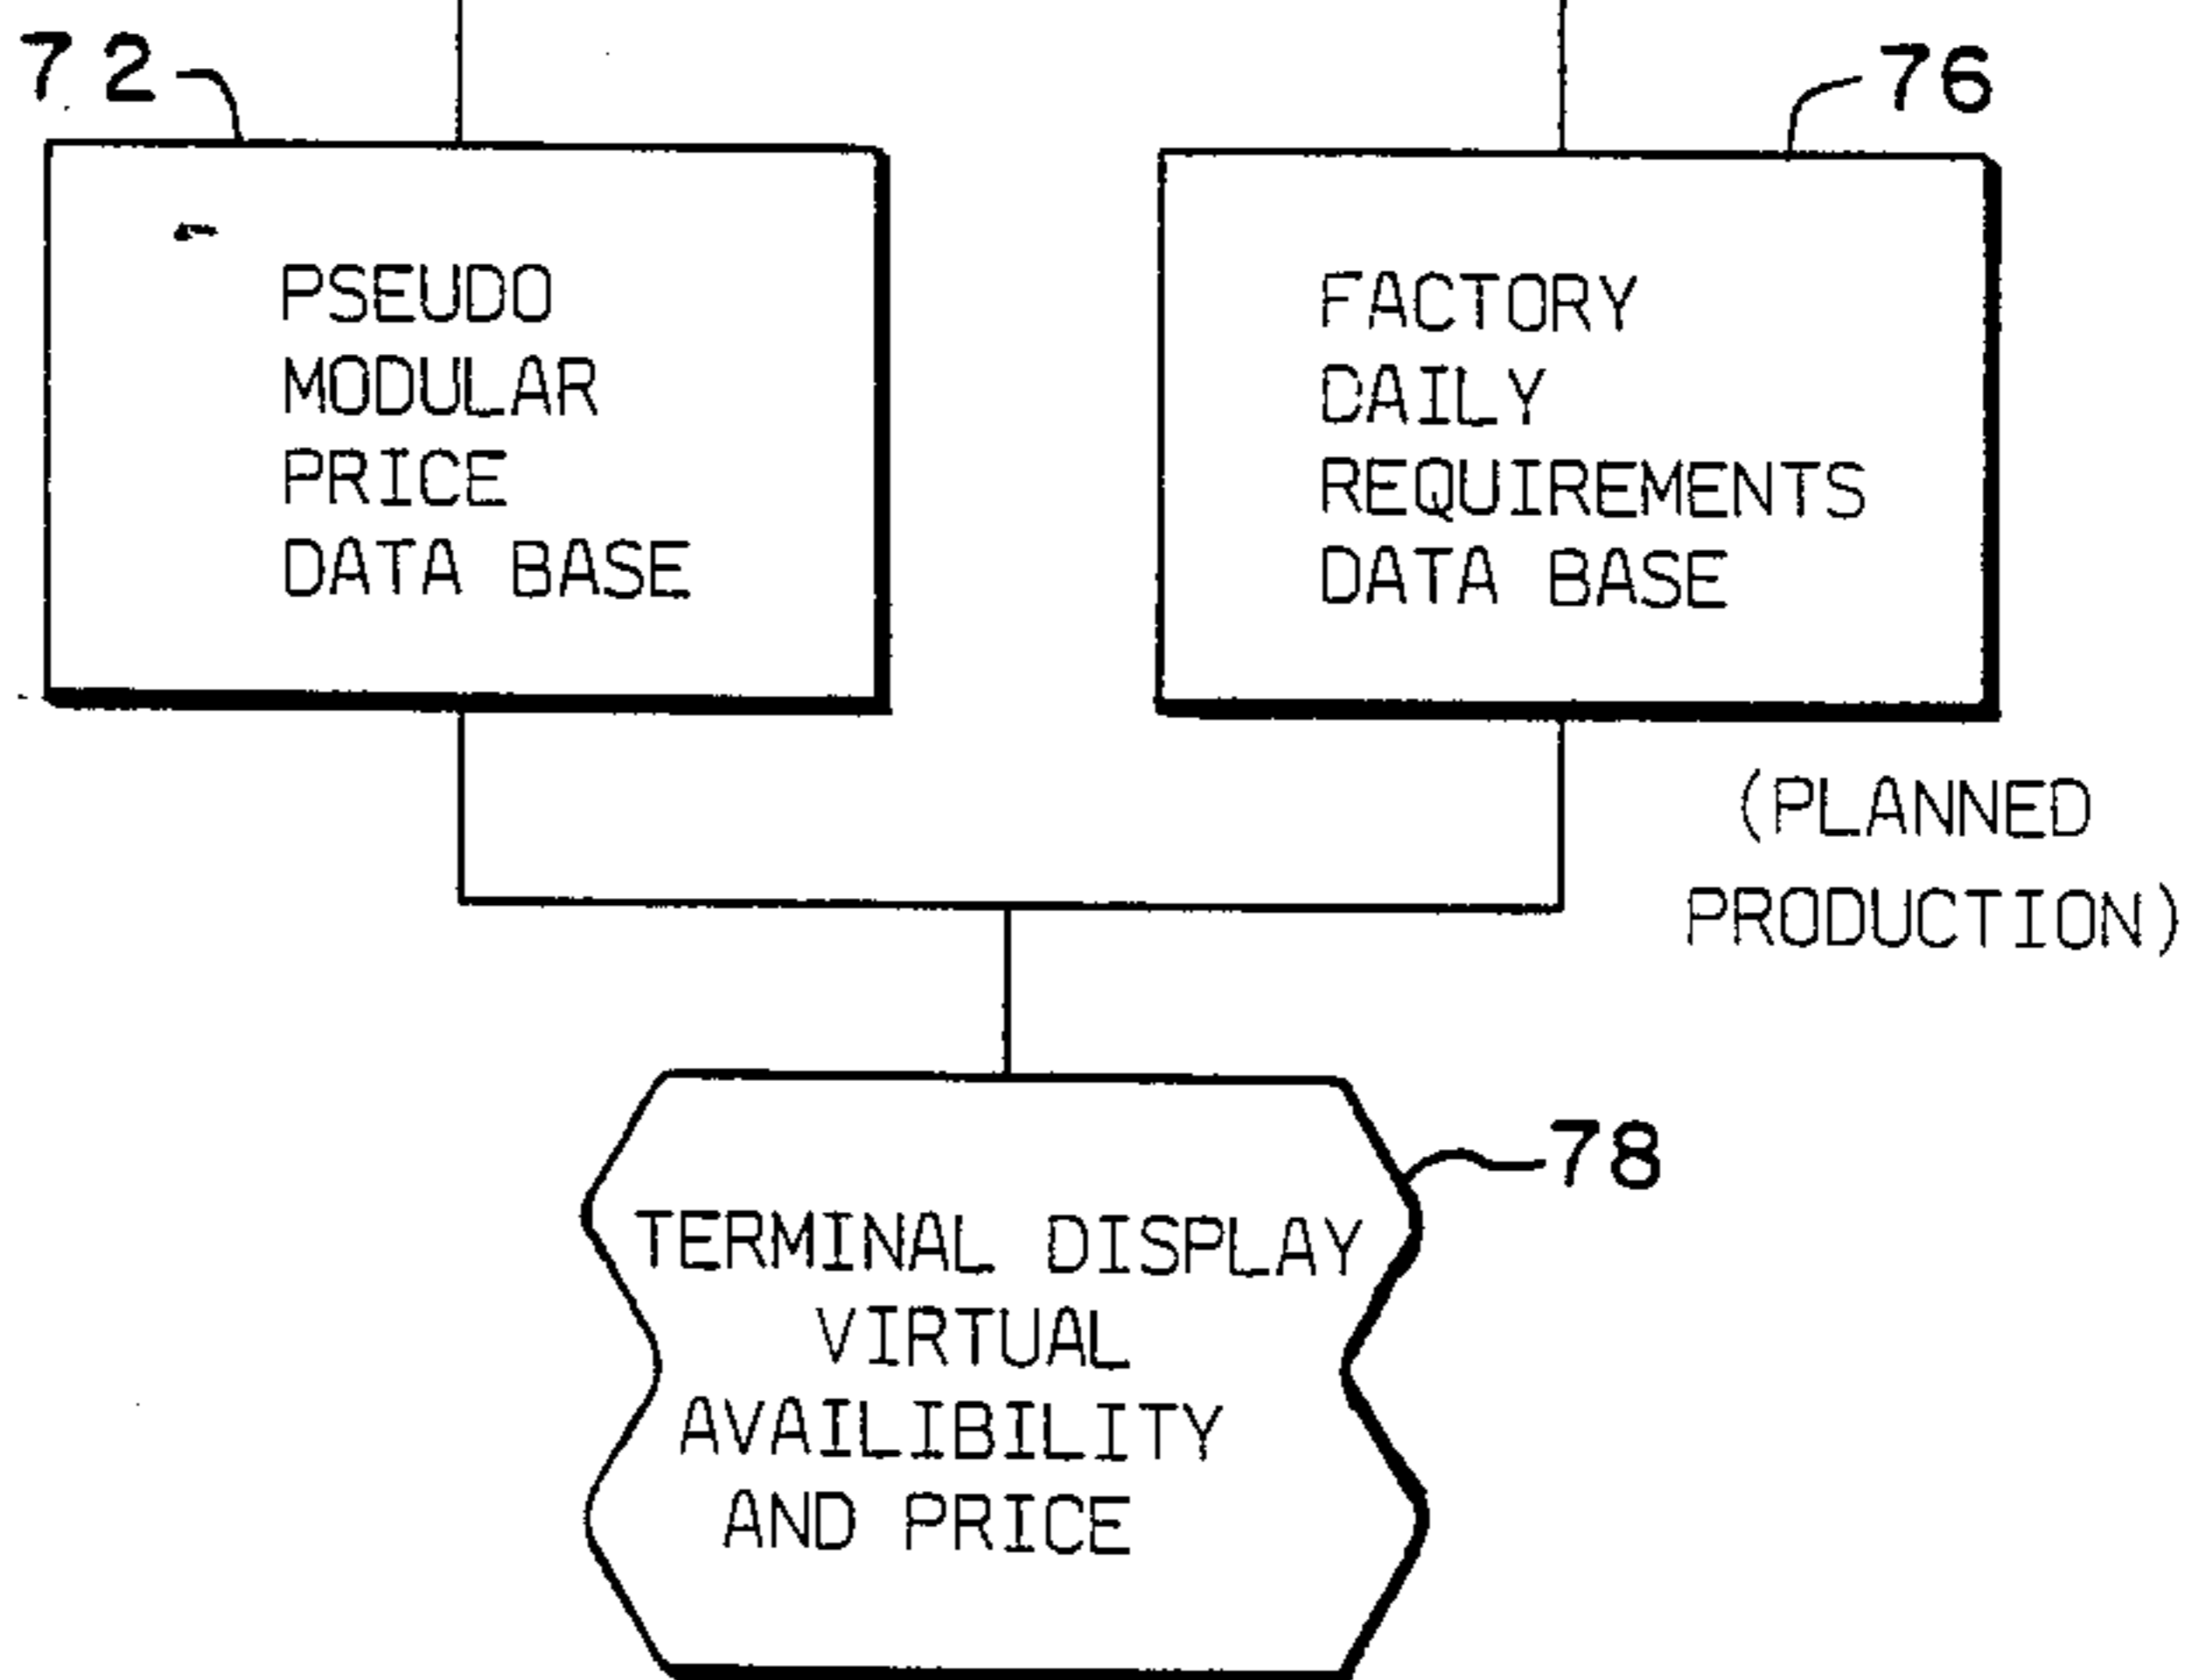 72
PSEUDO
MODULAR
PRICE
DATA BASE
76
FACTORY
DAILY
REQUIREMENTS
DATA BASE
(PLANNED
PRODUCTION)
78
TERMINAL DISPLAY
VIRTUAL
AVAILIBILITY
AND PRICE